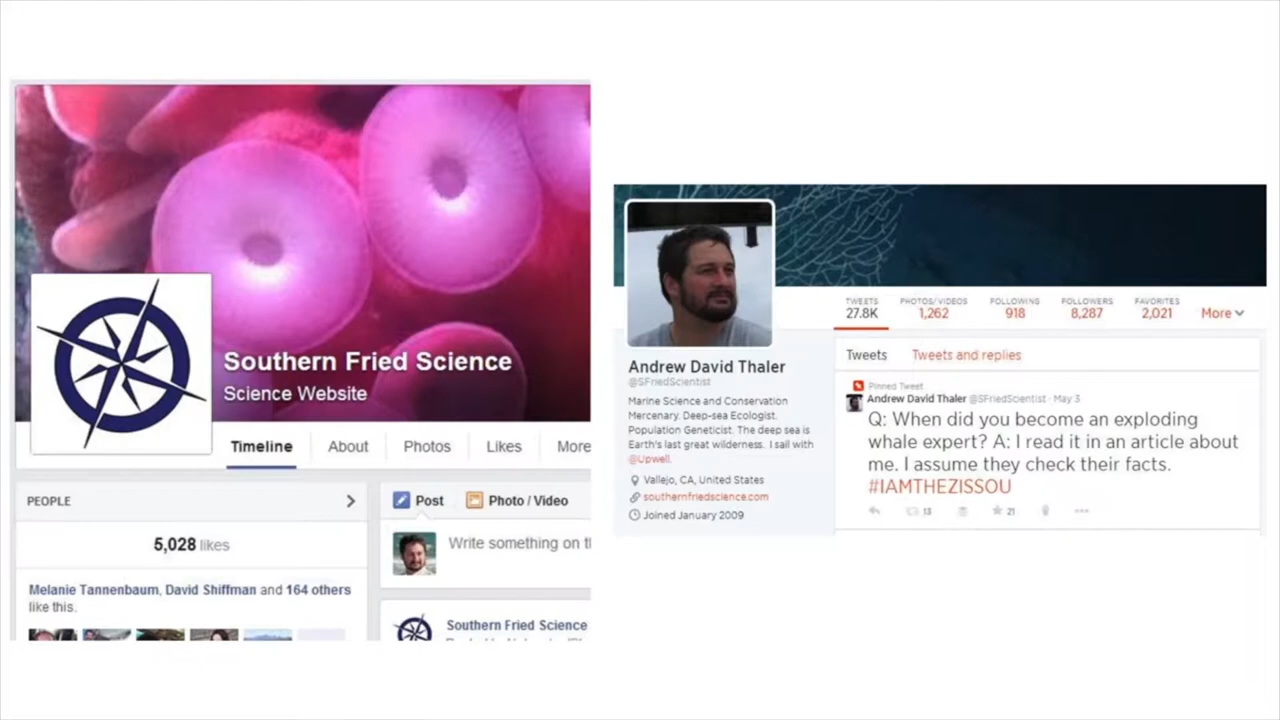 Southern Fried Science
Science Website
Timeline
About
Photos
Likes
More
PEOPLE
5,028 likes
Melanie Tannenbaum, David Shiffman and 164 others
like this.
Post
Photo / Video
Write something on
Southern Fried Science
Andrew David Thaler
@SFriedScientist
Marine Science and Conservation
Mercenary. Deep-sea Ecologist.
Population Geneticist. The deep sea is
Earth's last great wilderness. I sail with
@Upwell.
Vallejo, CA, United States
southernfriedscience.com
Joined January 2009
TWEETS
27.8K
PHOTOS/VIDEOS
1,262
FOLLOWING
918
FOLLOWERS
8,287
FAVORITES
2,021
More
Tweets
Tweets and replies
Pinned Tweet
Andrew David Thaler @SFriedScientist · May 3
Q: When did you become an exploding
whale expert? A: I read it in an article about
me. I assume they check their facts.
#IAMTHEZISSOU
13
21